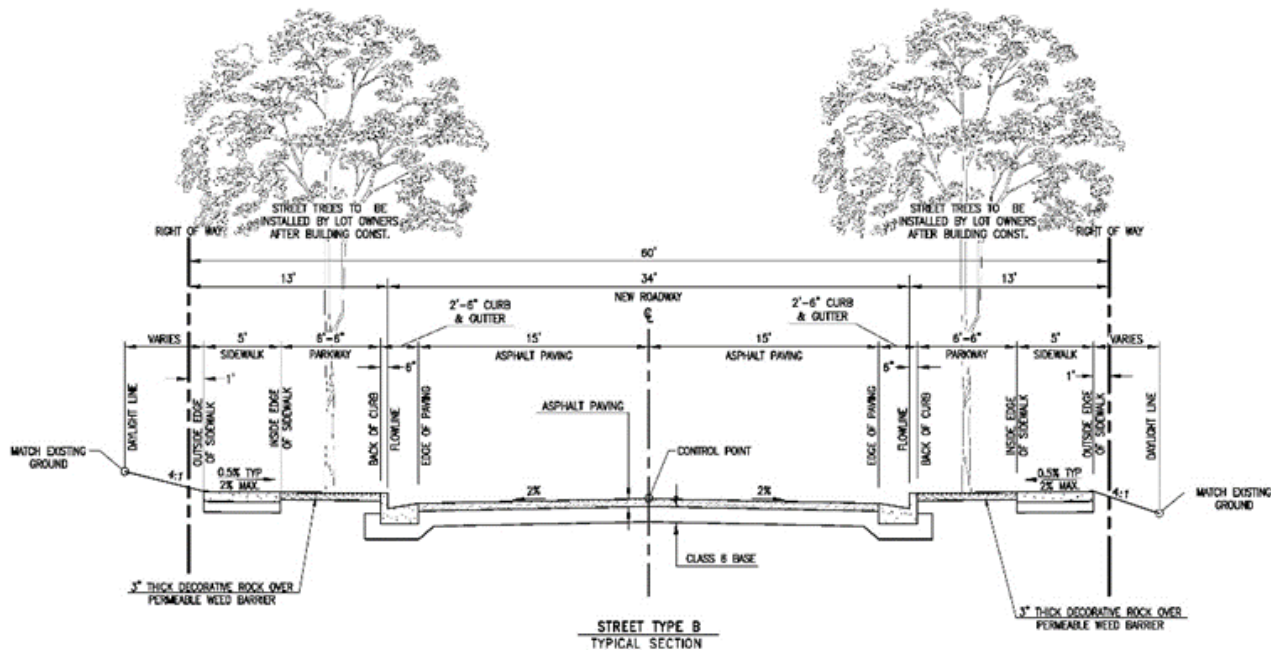 STREET TREES TO BE
INSTALLED BY LOT OWNERS
AFTER BUILDING CONST.
STREET TREES TO BE
INSTALLED BY LOT OWNERS
AFTER BUILDING CONST.
RIGHT OF WAY
RIGHT OF WAY
60'
13'
34'
13'
NEW ROADWAY
2'-6" CURB
& GUTTER
2'-6" CURB
& GUTTER
℄
VARIES
5'
6'-6"
15'
15'
6'-6"
5'
VARIES
SIDEWALK
PARKWAY
ASPHALT PAVING
ASPHALT PAVING
PARKWAY
SIDEWALK
1'
6"
6"
1'
DAYLIGHT LINE
OUTSIDE EDGE
OF SIDEWALK
INSIDE EDGE
OF SIDEWALK
BACK OF CURB
FLOWLINE
EDGE OF PAVING
ASPHALT PAVING
CONTROL POINT
EDGE OF PAVING
FLOWLINE
BACK OF CURB
INSIDE EDGE
OF SIDEWALK
OUTSIDE EDGE
OF SIDEWALK
DAYLIGHT LINE
MATCH EXISTING
GROUND
4:1
0.5% TYP
2% MAX.
2%
2%
0.5% TYP
2% MAX.
4:1
MATCH EXISTING
GROUND
CLASS 6 BASE
3" THICK DECORATIVE ROCK OVER
PERMEABLE WEED BARRIER
3" THICK DECORATIVE ROCK OVER
PERMEABLE WEED BARRIER
STREET TYPE B
TYPICAL SECTION